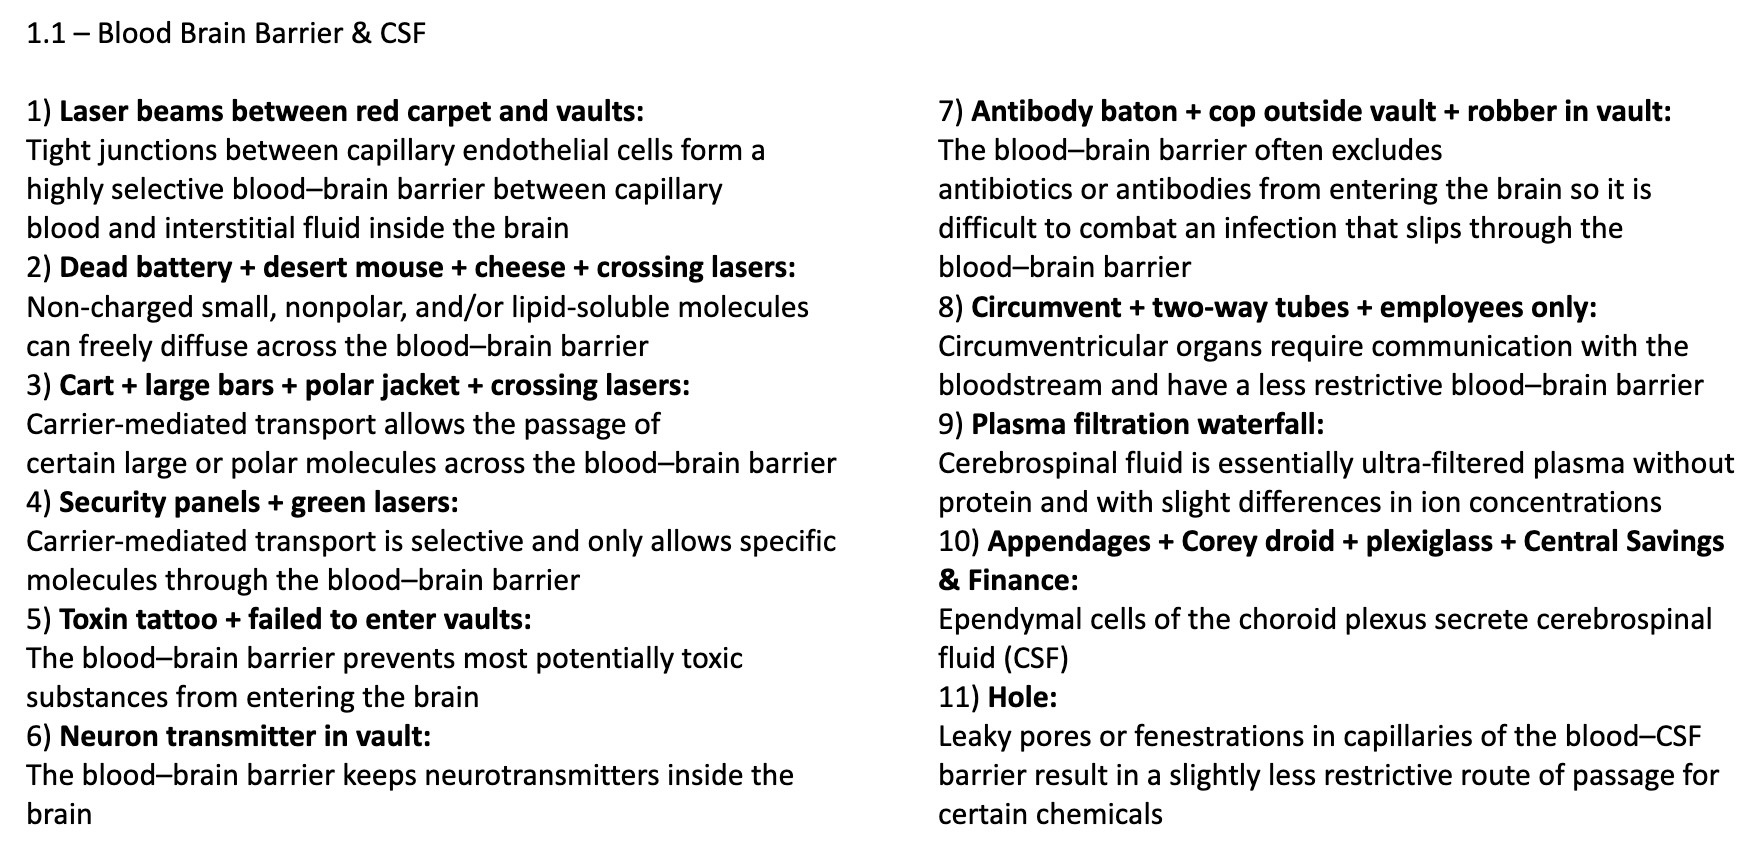 1.1 – Blood Brain Barrier & CSF
1) Laser beams between red carpet and vaults:
Tight junctions between capillary endothelial cells form a
highly selective blood–brain barrier between capillary
blood and interstitial fluid inside the brain
2) Dead battery + desert mouse + cheese + crossing lasers:
Non-charged small, nonpolar, and/or lipid-soluble molecules
can freely diffuse across the blood–brain barrier
3) Cart + large bars + polar jacket + crossing lasers:
Carrier-mediated transport allows the passage of
certain large or polar molecules across the blood–brain barrier
4) Security panels + green lasers:
Carrier-mediated transport is selective and only allows specific
molecules through the blood–brain barrier
5) Toxin tattoo + failed to enter vaults:
The blood–brain barrier prevents most potentially toxic
substances from entering the brain
6) Neuron transmitter in vault:
The blood–brain barrier keeps neurotransmitters inside the
brain
7) Antibody baton + cop outside vault + robber in vault:
The blood–brain barrier often excludes
antibiotics or antibodies from entering the brain so it is
difficult to combat an infection that slips through the
blood–brain barrier
8) Circumvent + two-way tubes + employees only:
Circumventricular organs require communication with the
bloodstream and have a less restrictive blood–brain barrier
9) Plasma filtration waterfall:
Cerebrospinal fluid is essentially ultra-filtered plasma without
protein and with slight differences in ion concentrations
10) Appendages + Corey droid + plexiglass + Central Savings
& Finance:
Ependymal cells of the choroid plexus secrete cerebrospinal
fluid (CSF)
11) Hole:
Leaky pores or fenestrations in capillaries of the blood–CSF
barrier result in a slightly less restrictive route of passage for
certain chemicals